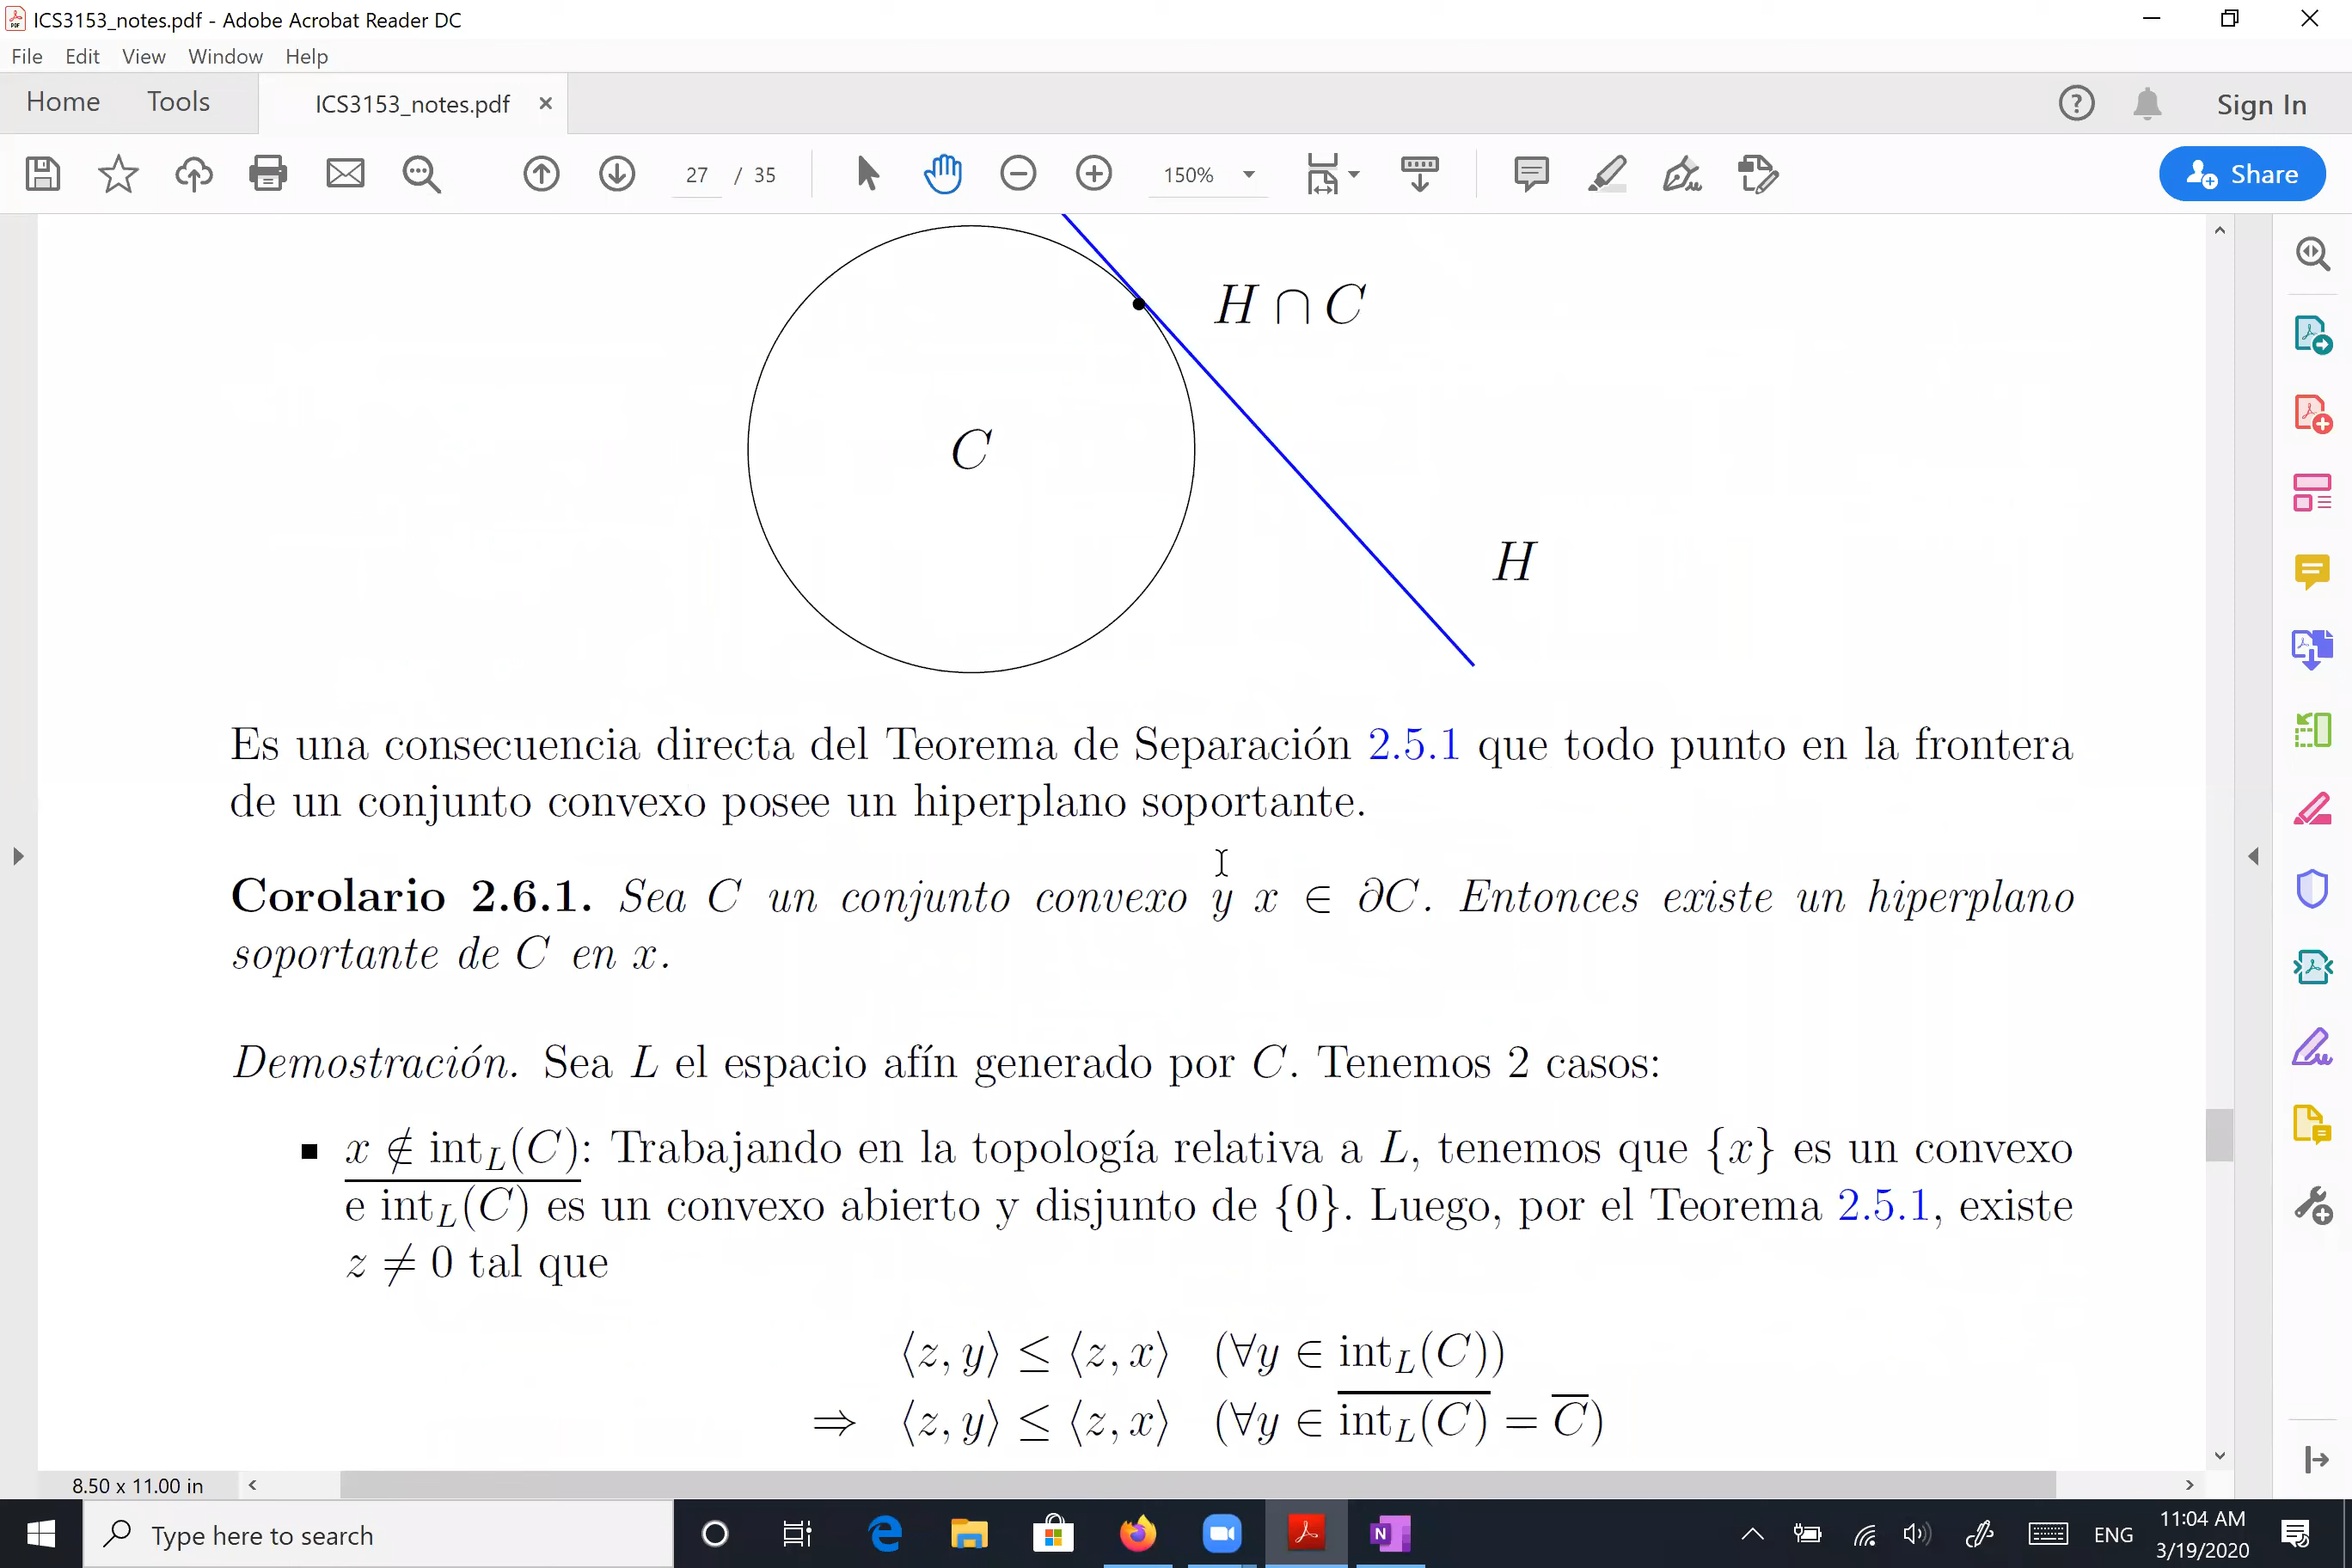 ICS3153_notes.pdf - Adobe Acrobat Reader DC
File Edit View Window Help
Home Tools ICS3153_notes.pdf × Sign In
27 / 35 150% Share
H ∩ C
C
H
Es una consecuencia directa del Teorema de Separación 2.5.1 que todo punto en la frontera
de un conjunto convexo posee un hiperplano soportante.
Corolario 2.6.1. Sea C un conjunto convexo y x ∈ ∂C. Entonces existe un hiperplano
soportante de C en x.
Demostración. Sea L el espacio afín generado por C. Tenemos 2 casos:
▪ x ∉ int_L(C): Trabajando en la topología relativa a L, tenemos que {x} es un convexo
e int_L(C) es un convexo abierto y disjunto de {0}. Luego, por el Teorema 2.5.1, existe
z ≠ 0 tal que
⟨z, y⟩ ≤ ⟨z, x⟩ (∀y ∈ int_L(C))
⇒ ⟨z, y⟩ ≤ ⟨z, x⟩ (∀y ∈ \overline{int_L(C)} = \overline{C})
8.50 x 11.00 in
Type here to search
ENG
11:04 AM
3/19/2020